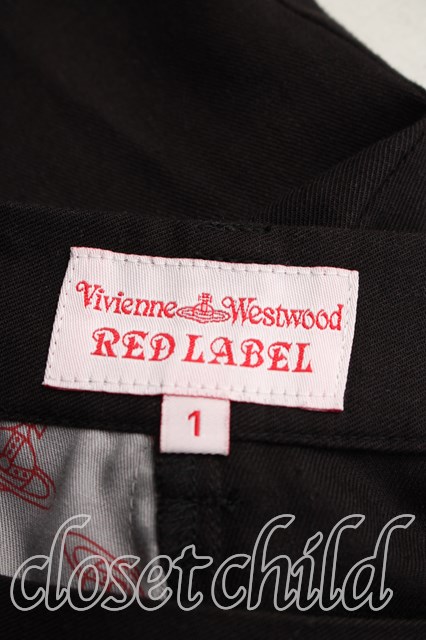 Vivienne Westwood
RED LABEL
1
closetchild